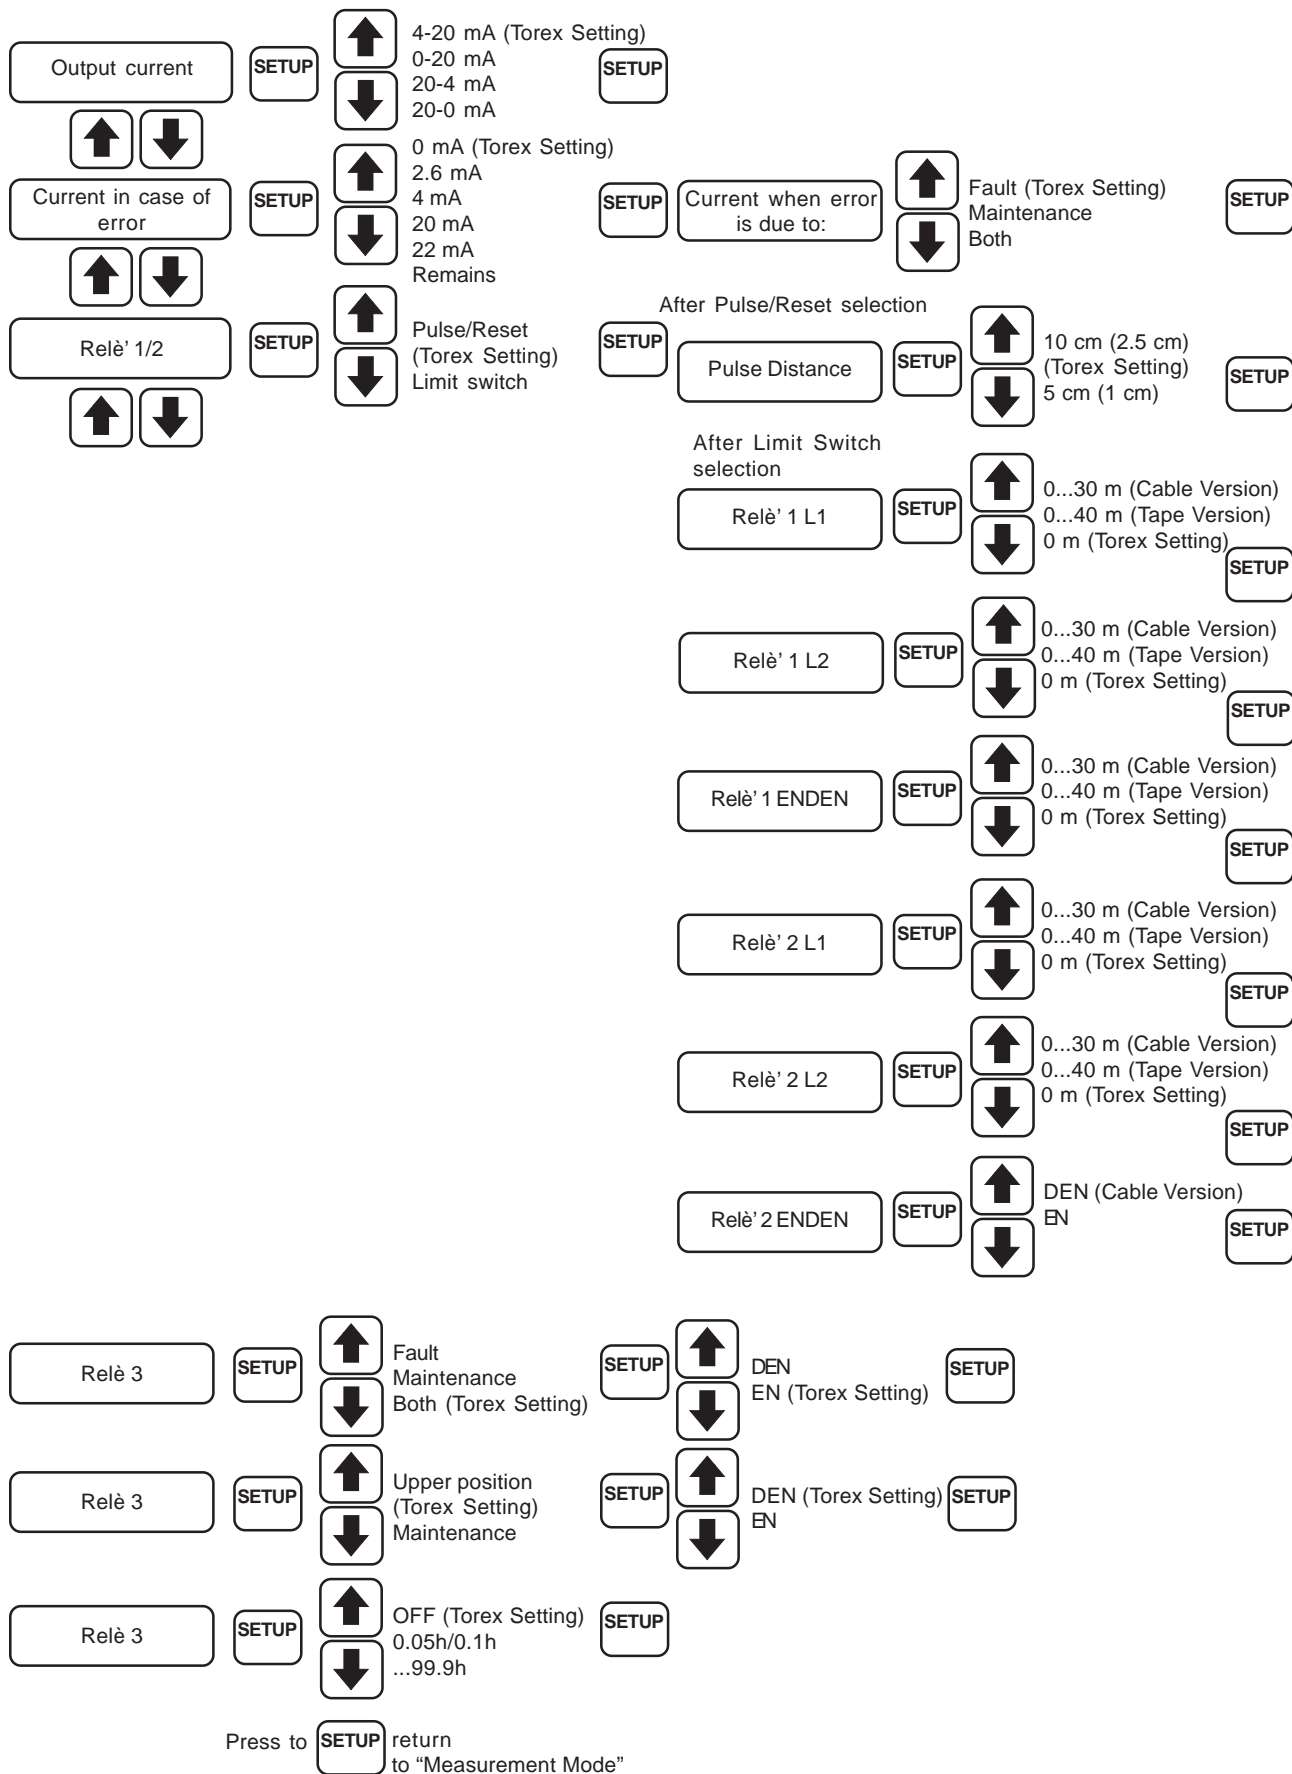 Output current
SETUP
4-20 mA (Torex Setting)
0-20 mA
20-4 mA
20-0 mA
SETUP
Current in case of
error
SETUP
0 mA (Torex Setting)
2.6 mA
4 mA
20 mA
22 mA
Remains
SETUP
Current when error
is due to:
Fault (Torex Setting)
Maintenance
Both
SETUP
Relè' 1/2
SETUP
Pulse/Reset
(Torex Setting)
Limit switch
SETUP
After Pulse/Reset selection
Pulse Distance
SETUP
10 cm (2.5 cm)
(Torex Setting)
5 cm (1 cm)
SETUP
After Limit Switch
selection
Relè' 1 L1
SETUP
0...30 m (Cable Version)
0...40 m (Tape Version)
0 m (Torex Setting)
SETUP
Relè' 1 L2
SETUP
0...30 m (Cable Version)
0...40 m (Tape Version)
0 m (Torex Setting)
SETUP
Relè' 1 ENDEN
SETUP
0...30 m (Cable Version)
0...40 m (Tape Version)
0 m (Torex Setting)
SETUP
Relè' 2 L1
SETUP
0...30 m (Cable Version)
0...40 m (Tape Version)
0 m (Torex Setting)
SETUP
Relè' 2 L2
SETUP
0...30 m (Cable Version)
0...40 m (Tape Version)
0 m (Torex Setting)
SETUP
Relè' 2 ENDEN
SETUP
DEN (Cable Version)
EN
SETUP
Relè 3
SETUP
Fault
Maintenance
Both (Torex Setting)
SETUP
DEN
EN (Torex Setting)
SETUP
Relè 3
SETUP
Upper position
(Torex Setting)
Maintenance
SETUP
DEN (Torex Setting)
EN
SETUP
Relè 3
SETUP
OFF (Torex Setting)
0.05h/0.1h
...99.9h
SETUP
Press to SETUP return
to “Measurement Mode”